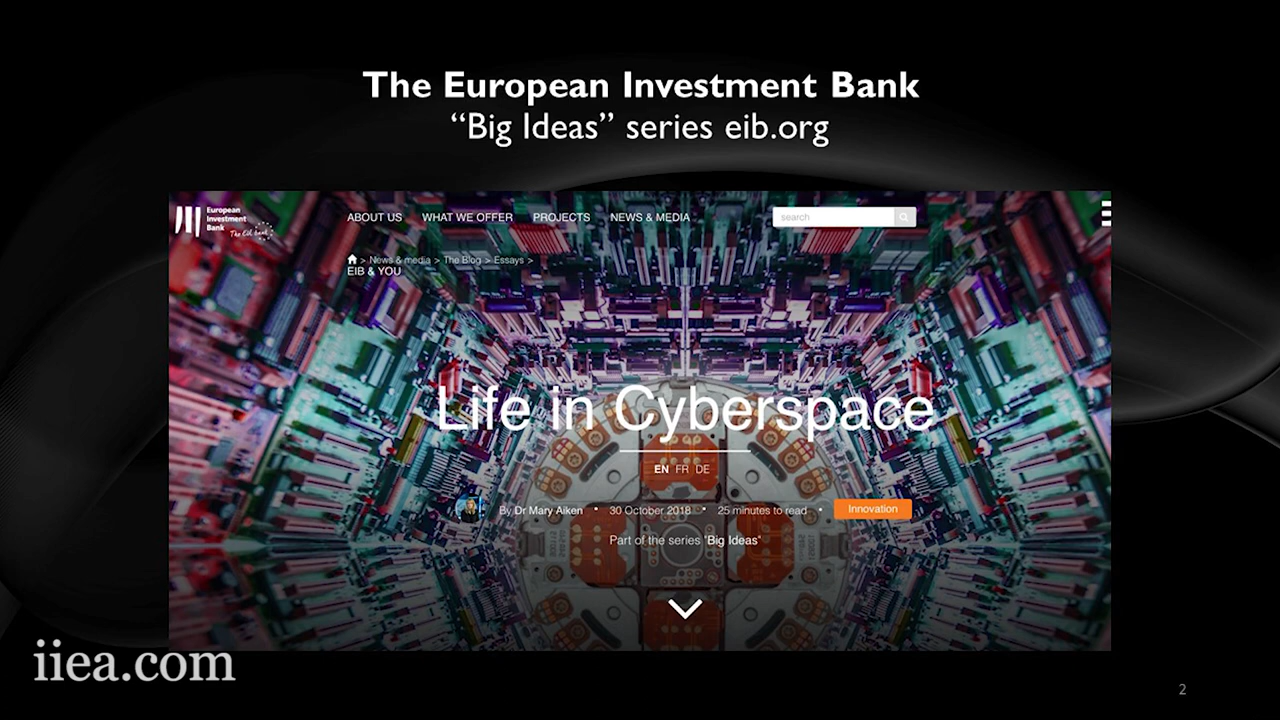 The European Investment Bank
“Big Ideas” series eib.org
European
Investment
Bank
The EU bank
ABOUT US WHAT WE OFFER PROJECTS NEWS & MEDIA
search
> News & media > The Blog > Essays >
EIB & YOU
Life in Cyberspace
EN FR DE
By Dr Mary Aiken • 30 October 2018 • 25 minutes to read • Innovation
Part of the series "Big Ideas"
iiea.com
2